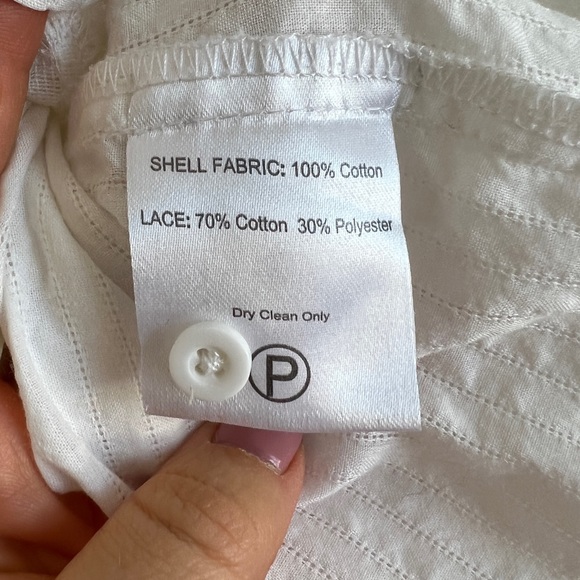 SHELL FABRIC: 100% Cotton
LACE: 70% Cotton 30% Polyester
Dry Clean Only
P